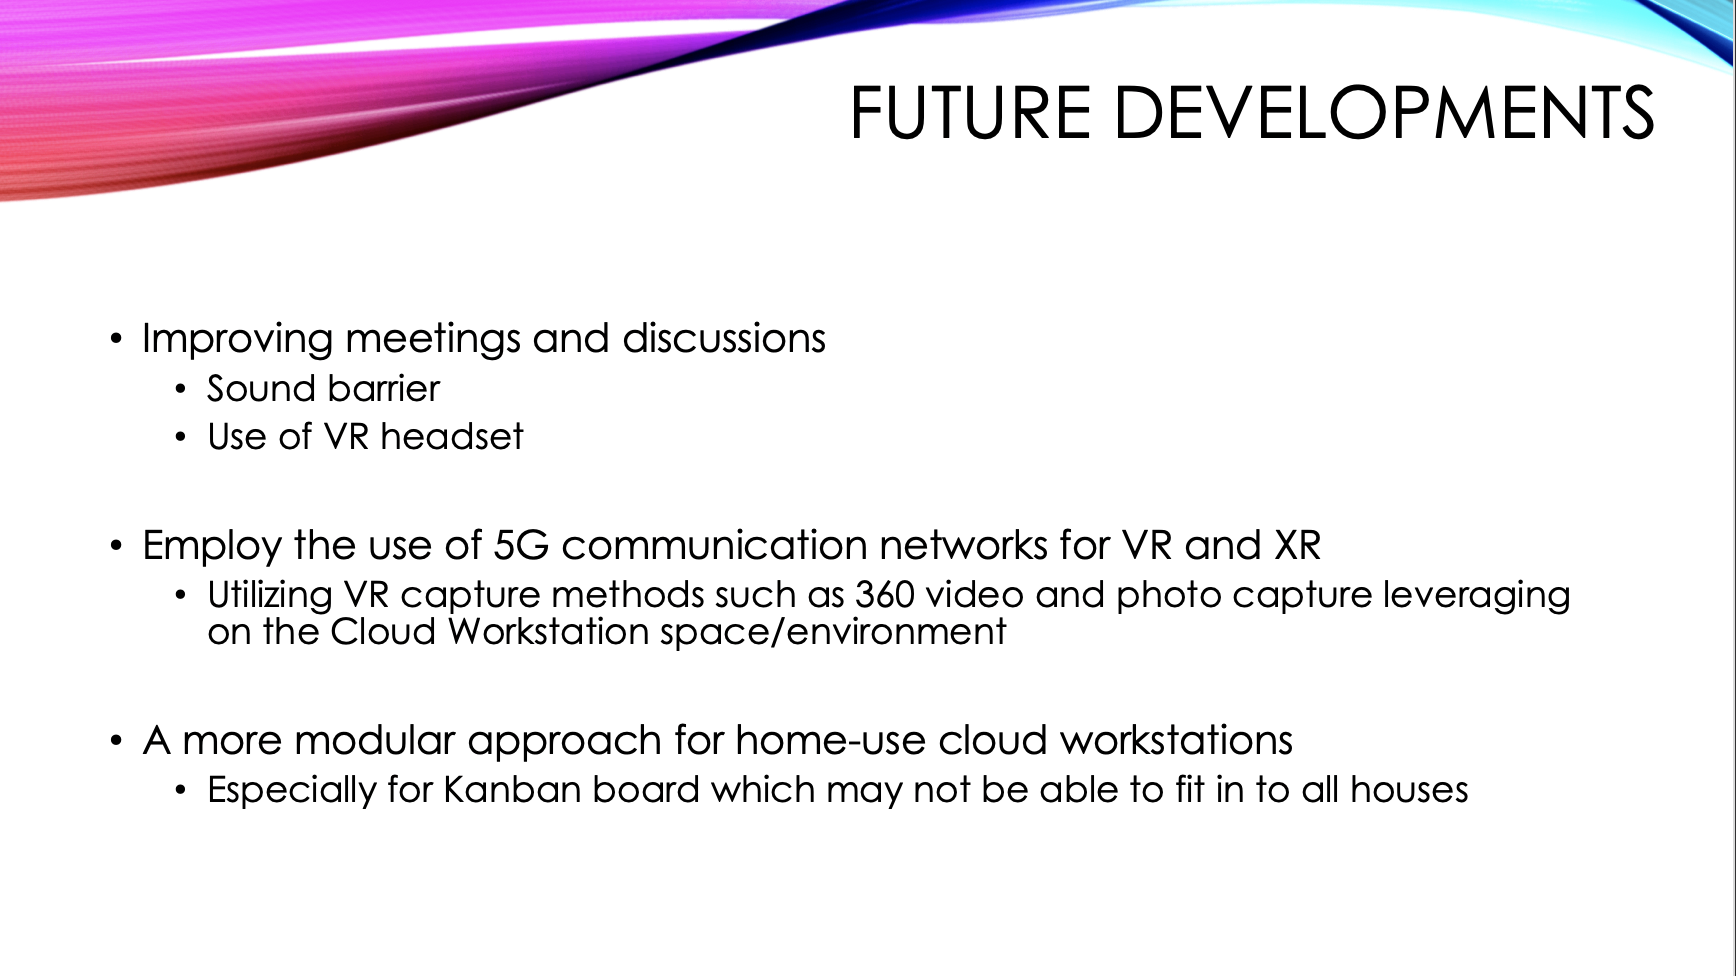 FUTURE DEVELOPMENTS
• Improving meetings and discussions
• Sound barrier
• Use of VR headset
• Employ the use of 5G communication networks for VR and XR
• Utilizing VR capture methods such as 360 video and photo capture leveraging
on the Cloud Workstation space/environment
• A more modular approach for home-use cloud workstations
• Especially for Kanban board which may not be able to fit in to all houses